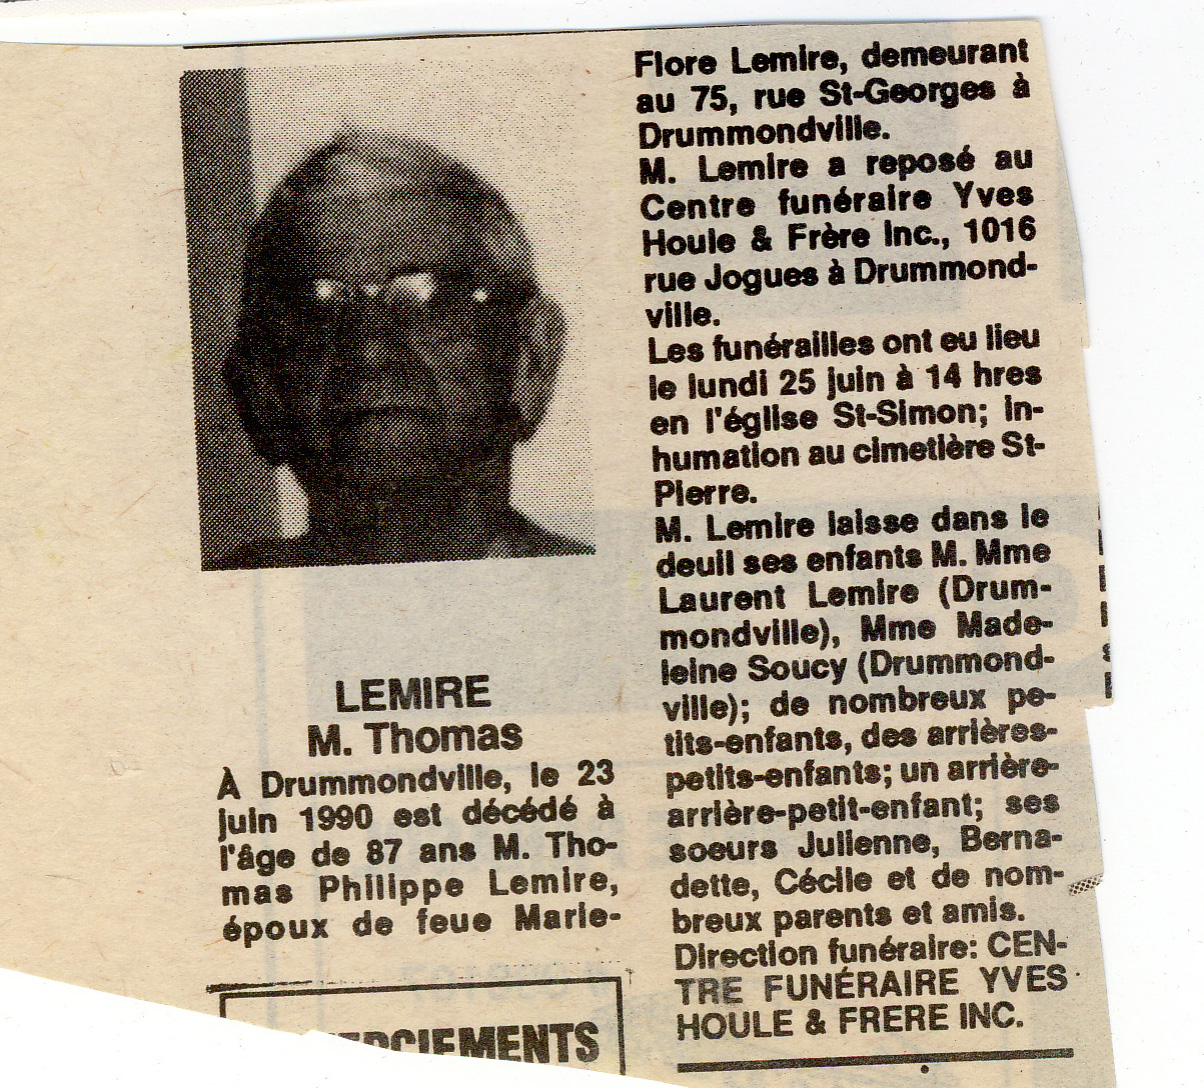 LEMIRE
M. Thomas
À Drummondville, le 23
juin 1990 est décédé à
l'âge de 87 ans M. Tho-
mas Philippe Lemire,
époux de feue Marie-
Flore Lemire, demeurant
au 75, rue St-Georges à
Drummondville.
M. Lemire a reposé au
Centre funéraire Yves
Houle & Frère Inc., 1016
rue Jogues à Drummond-
ville.
Les funérailles ont eu lieu
le lundi 25 juin à 14 hres
en l'église St-Simon; in-
humation au cimetière St-
Pierre.
M. Lemire laisse dans le
deuil ses enfants M. Mme
Laurent Lemire (Drum-
mondville), Mme Made-
leine Soucy (Drummond-
ville); de nombreux pe-
tits-enfants, des arrières-
petits-enfants; un arrière-
arrière-petit-enfant; ses
soeurs Julienne, Berna-
dette, Cécile et de nom-
breux parents et amis.
Direction funéraire: CEN-
TRE FUNÉRAIRE YVES
HOULE & FRERE INC.